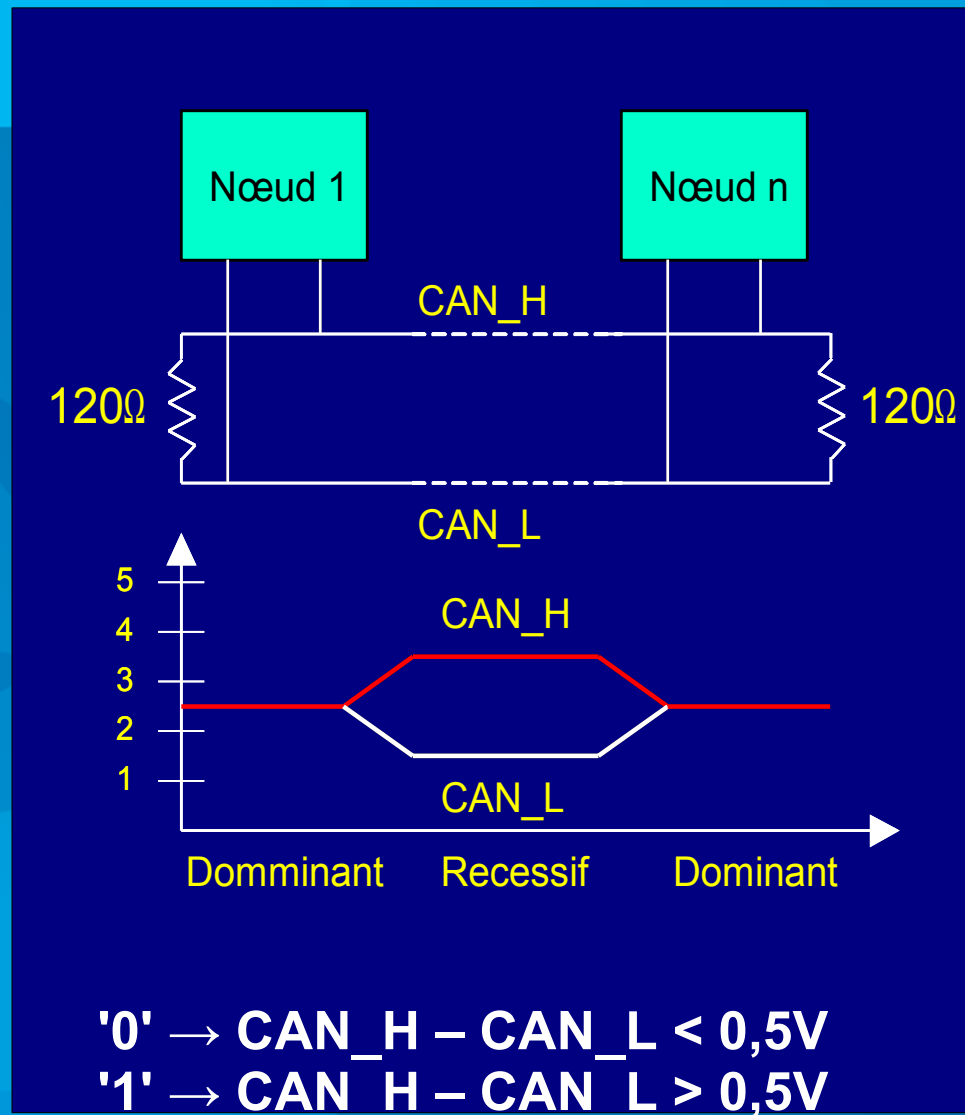 Nœud 1 Nœud n
CAN_H
120Ω 120Ω
CAN_L
5
4
3
2
1
CAN_H
CAN_L
Domminant Recessif Dominant
'0' → CAN_H – CAN_L < 0,5V
'1' → CAN_H – CAN_L > 0,5V